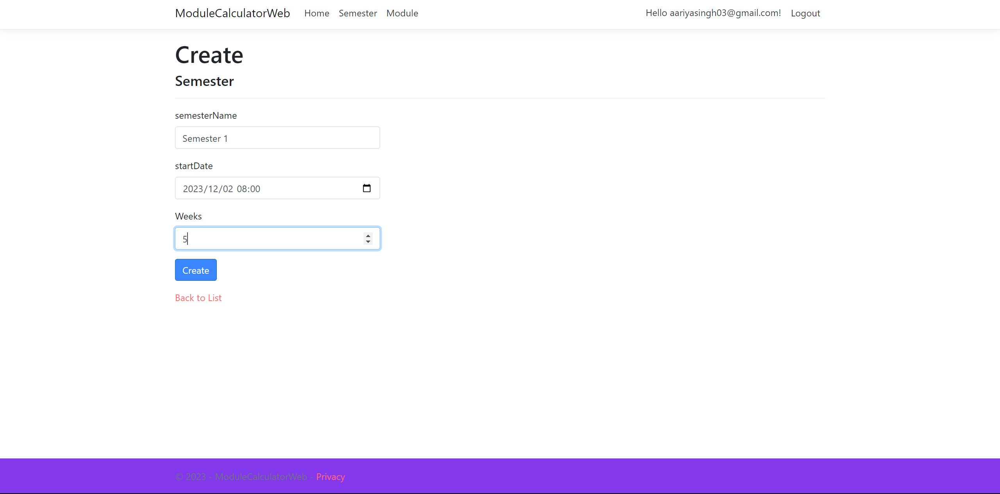 ModuleCalculatorWeb Home Semester Module Hello aariyasingh03@gmail.com! Logout
Create
Semester
semesterName
Semester 1
startDate
2023/12/02 08:00
Weeks
5
Create
Back to List
© 2023 - ModuleCalculatorWeb - Privacy